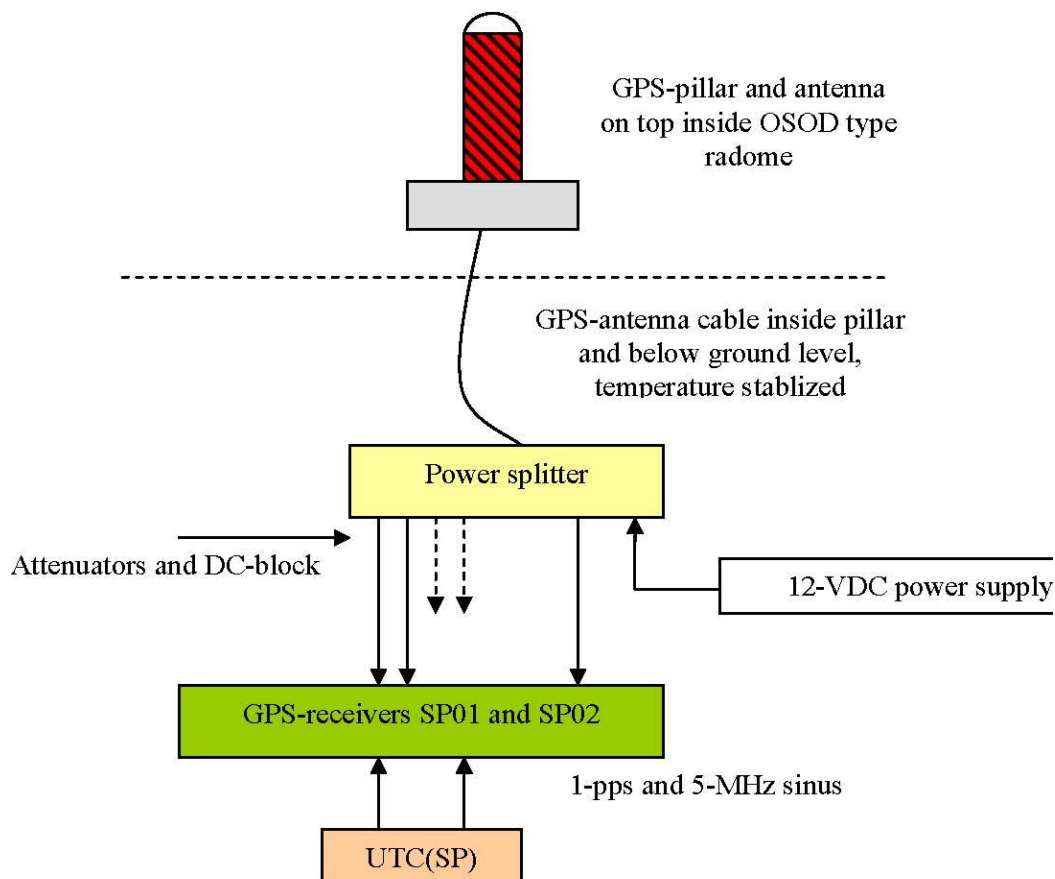 GPS-pillar and antenna
on top inside OSOD type
radome
GPS-antenna cable inside pillar
and below ground level,
temperature stablized
Power splitter
Attenuators and DC-block
12-VDC power supply
GPS-receivers SP01 and SP02
1-pps and 5-MHz sinus
UTC(SP)